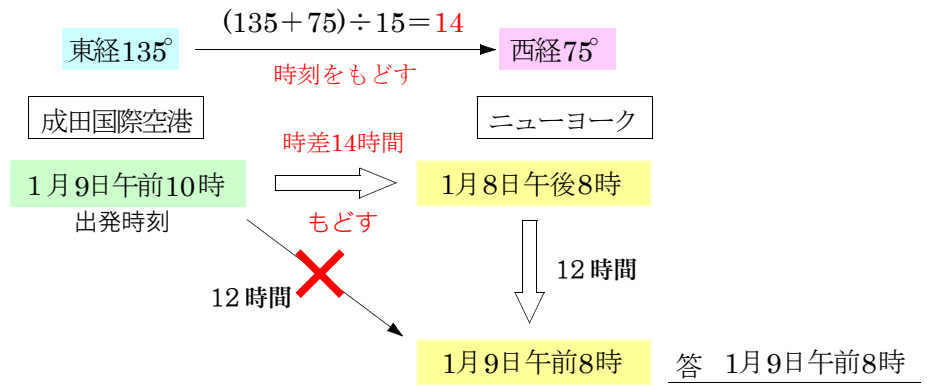 (135＋75)÷15＝14
東経135°
西経75°
時刻をもどす
成田国際空港
ニューヨーク
時差14時間
1月9日午前10時
1月8日午後8時
出発時刻
もどす
12時間
12時間
1月9日午前8時
答 1月9日午前8時